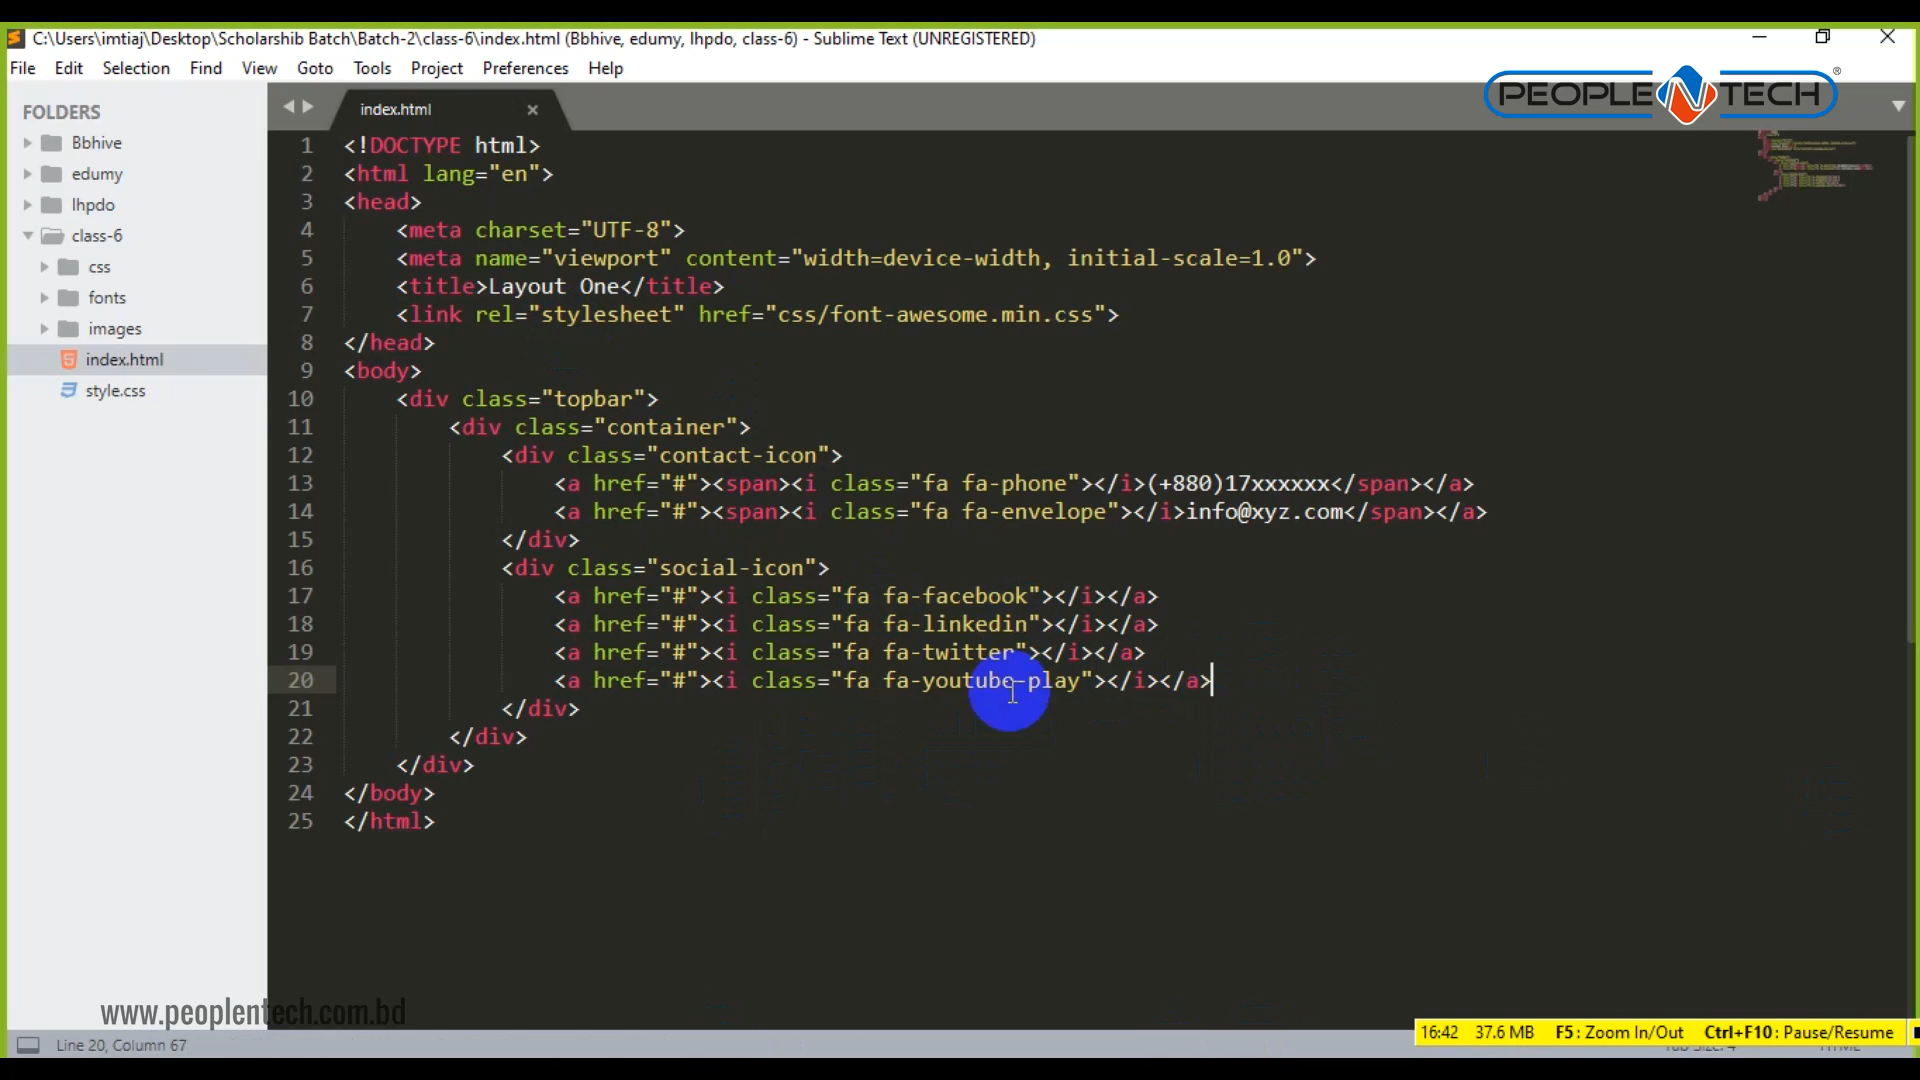 C:\Users\imtiaj\Desktop\Scholarshib Batch\Batch-2\class-6\index.html (Bbhive, edumy, lhpdo, class-6) - Sublime Text (UNREGISTERED)
File Edit Selection Find View Goto Tools Project Preferences Help
PEOPLE N TECH ®
FOLDERS
Bbhive
edumy
lhpdo
class-6
css
fonts
images
index.html
style.css
index.html
1 <!DOCTYPE html>
2 <html lang="en">
3 <head>
4 <meta charset="UTF-8">
5 <meta name="viewport" content="width=device-width, initial-scale=1.0">
6 <title>Layout One</title>
7 <link rel="stylesheet" href="css/font-awesome.min.css">
8 </head>
9 <body>
10 <div class="topbar">
11 <div class="container">
12 <div class="contact-icon">
13 <a href="#"><span><i class="fa fa-phone"></i>(+880)17xxxxxx</span></a>
14 <a href="#"><span><i class="fa fa-envelope"></i>info@xyz.com</span></a>
15 </div>
16 <div class="social-icon">
17 <a href="#"><i class="fa fa-facebook"></i></a>
18 <a href="#"><i class="fa fa-linkedin"></i></a>
19 <a href="#"><i class="fa fa-twitter"></i></a>
20 <a href="#"><i class="fa fa-youtube-play"></i></a>
21 </div>
22 </div>
23 </div>
24 </body>
25 </html>
www.peoplentech.com.bd
16:42 37.6 MB F5: Zoom In/Out Ctrl+F10: Pause/Resume
Line 20, Column 67